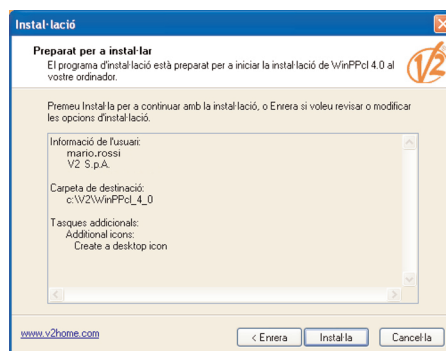 Instal·lació
Preparat per a instal·lar
El programa d'instal·lació està preparat per a iniciar la instal·lació de WinPPcl 4.0 al
vostre ordinador.
V2
Premeu Instal·la per a continuar amb la instal·lació, o Enrera si voleu revisar o modificar
les opcions d'instal·lació.
Informació de l'usuari:
mario.rossi
V2 S.p.A.
Carpeta de destinació:
c:\V2\WinPPcl_4_0
Tasques addicionals:
Additional icons:
Create a desktop icon
www.v2home.com
< Enrera
Instal·la
Cancel·la